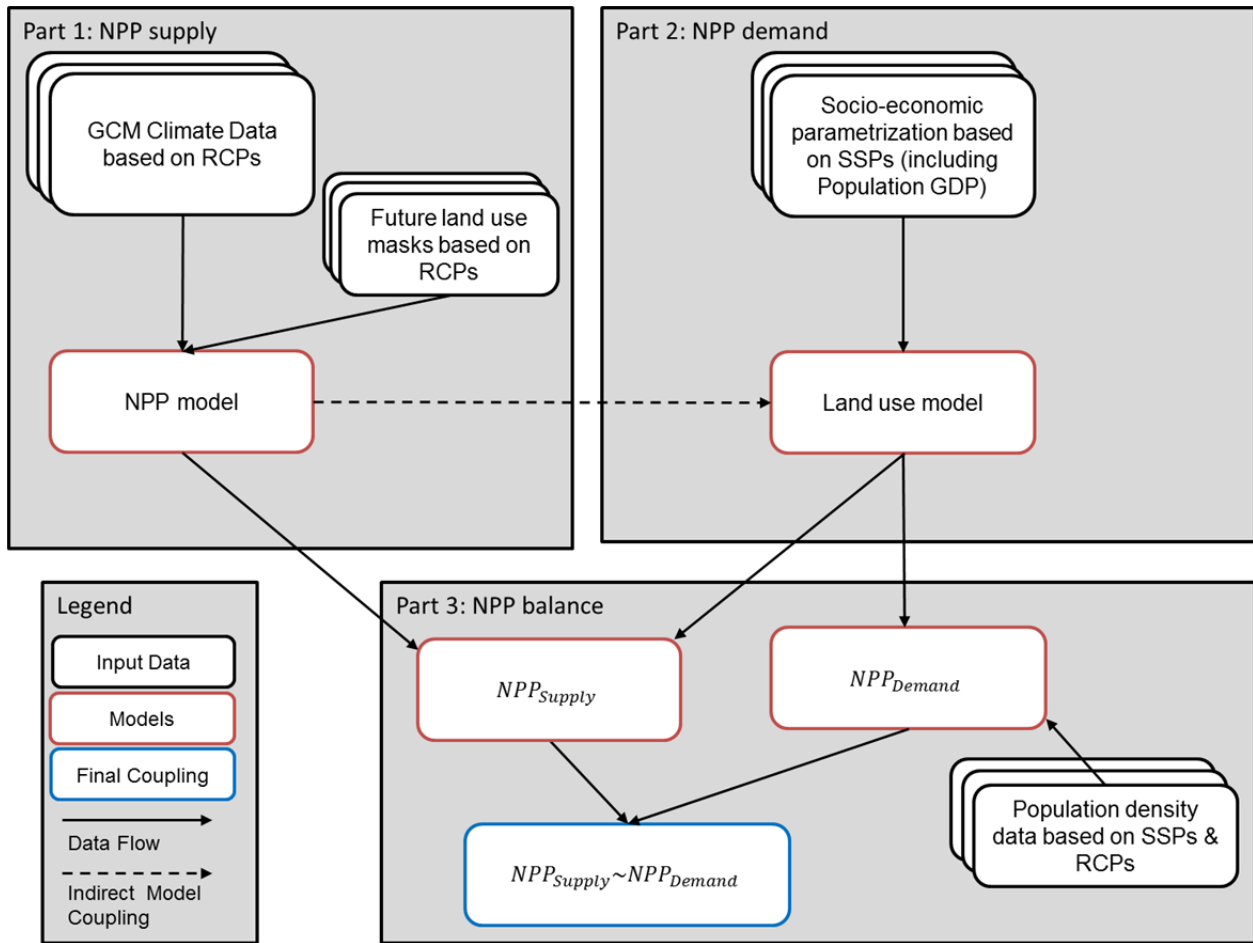 Part 1: NPP supply
GCM Climate Data
based on RCPs
Future land use
masks based on
RCPs
NPP model
Part 2: NPP demand
Socio-economic
parametrization based
on SSPs (including
Population GDP)
Land use model
Legend
Input Data
Models
Final Coupling
Data Flow
Indirect Model
Coupling
Part 3: NPP balance
NPP_Supply
NPP_Demand
Population density
data based on SSPs &
RCPs
NPP_Supply~NPP_Demand